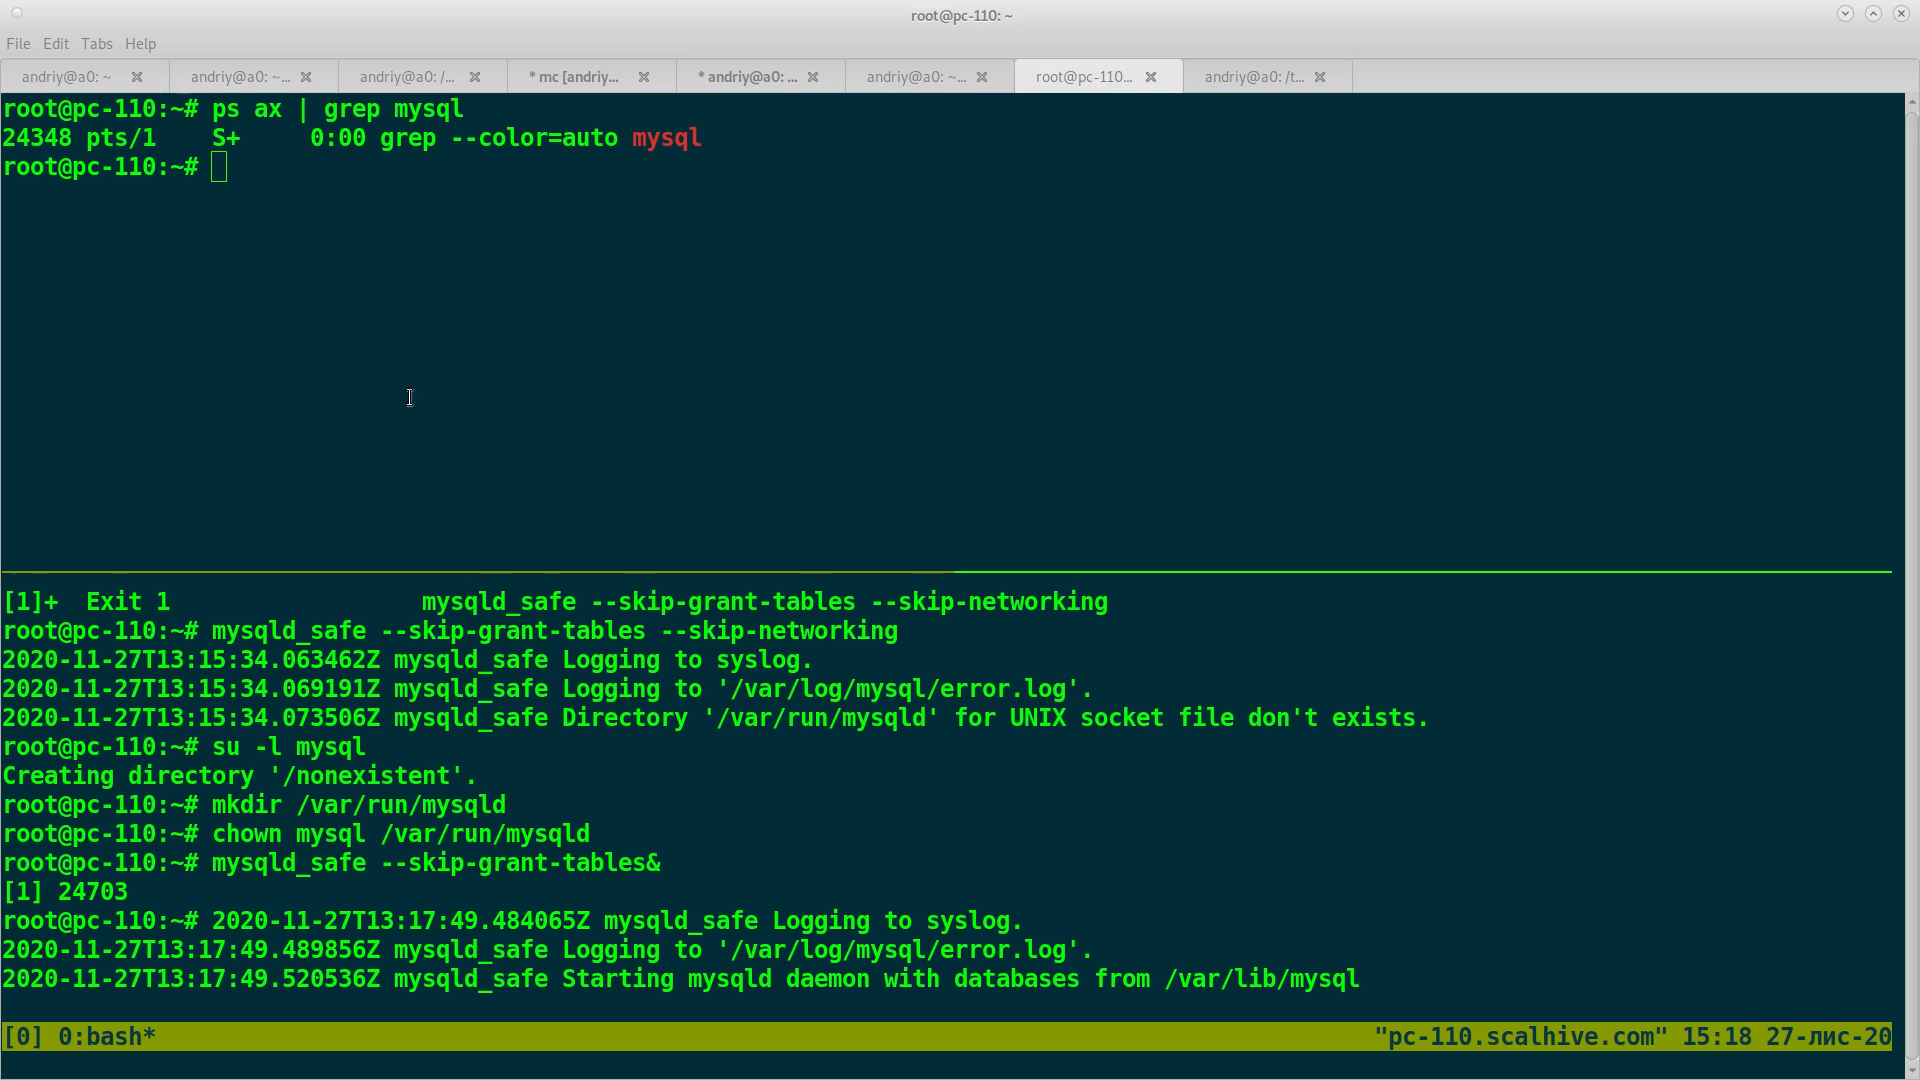 root@pc-110: ~
File Edit Tabs Help
andriy@a0: ~ andriy@a0: ~... andriy@a0: /... * mc [andriy... * andriy@a0: ... andriy@a0: ~... root@pc-110... andriy@a0: /t...
root@pc-110:~# ps ax | grep mysql
24348 pts/1    S+     0:00 grep --color=auto mysql
root@pc-110:~#
[1]+  Exit 1                  mysqld_safe --skip-grant-tables --skip-networking
root@pc-110:~# mysqld_safe --skip-grant-tables --skip-networking
2020-11-27T13:15:34.063462Z mysqld_safe Logging to syslog.
2020-11-27T13:15:34.069191Z mysqld_safe Logging to '/var/log/mysql/error.log'.
2020-11-27T13:15:34.073506Z mysqld_safe Directory '/var/run/mysqld' for UNIX socket file don't exists.
root@pc-110:~# su -l mysql
Creating directory '/nonexistent'.
root@pc-110:~# mkdir /var/run/mysqld
root@pc-110:~# chown mysql /var/run/mysqld
root@pc-110:~# mysqld_safe --skip-grant-tables&
[1] 24703
root@pc-110:~# 2020-11-27T13:17:49.484065Z mysqld_safe Logging to syslog.
2020-11-27T13:17:49.489856Z mysqld_safe Logging to '/var/log/mysql/error.log'.
2020-11-27T13:17:49.520536Z mysqld_safe Starting mysqld daemon with databases from /var/lib/mysql
[0] 0:bash* "pc-110.scalhive.com" 15:18 27-лис-20